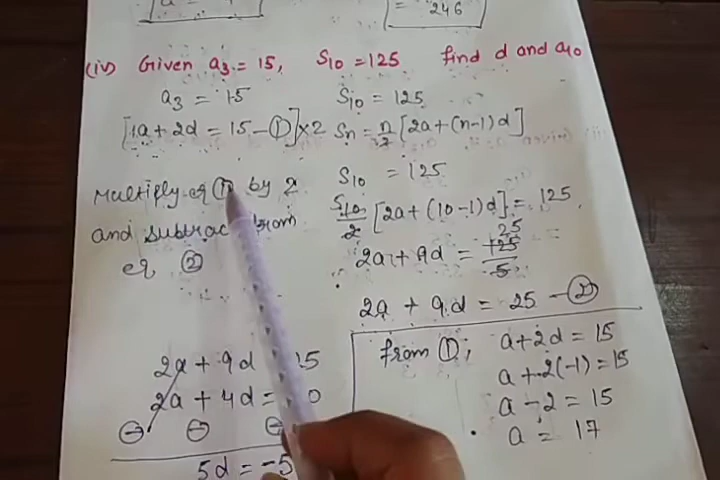 246
(iv) Given a₃ = 15, S₁₀ = 125 find d and a₁₀
a₃ = 15 S₁₀ = 125
[1a + 2d = 15 — ①] × 2 Sn = n/2 [2a + (n-1) d]
Multiply eq ① by 2 S₁₀ = 125
and subtract from 10/2 [2a + (10-1)d] = 125
eq ② 2a + 9d = 125/5 25
2a + 9d = 25 — ②
2a + 9d 5 from ①, a + 2d = 15
2a + 4d = 0 a + 2(-1) = 15
⊖ ⊖ ⊖ a - 2 = 15
a = 17
5d = -5